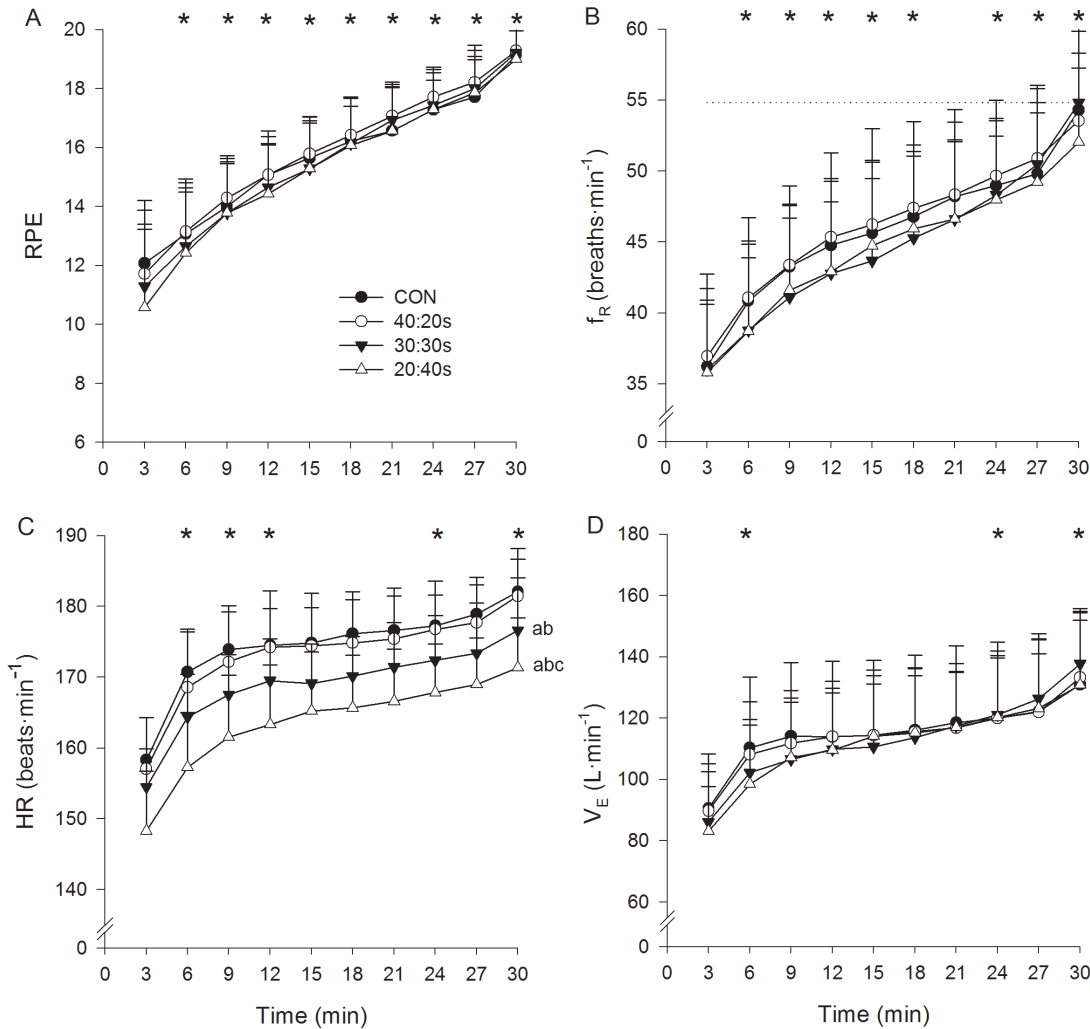 A
* * * * * * * * *
20
18
16
14
12
10
8
6
RPE
CON
40:20s
30:30s
20:40s
0 3 6 9 12 15 18 21 24 27 30
B
* * * * * * * *
60
55
50
45
40
35
0
f_R (breaths·min⁻¹)
0 3 6 9 12 15 18 21 24 27 30
C
* * * * *
190
180
170
160
150
140
0
HR (beats·min⁻¹)
ab
abc
0 3 6 9 12 15 18 21 24 27 30
Time (min)
D
* * *
180
160
140
120
100
80
60
0
V_E (L·min⁻¹)
0 3 6 9 12 15 18 21 24 27 30
Time (min)